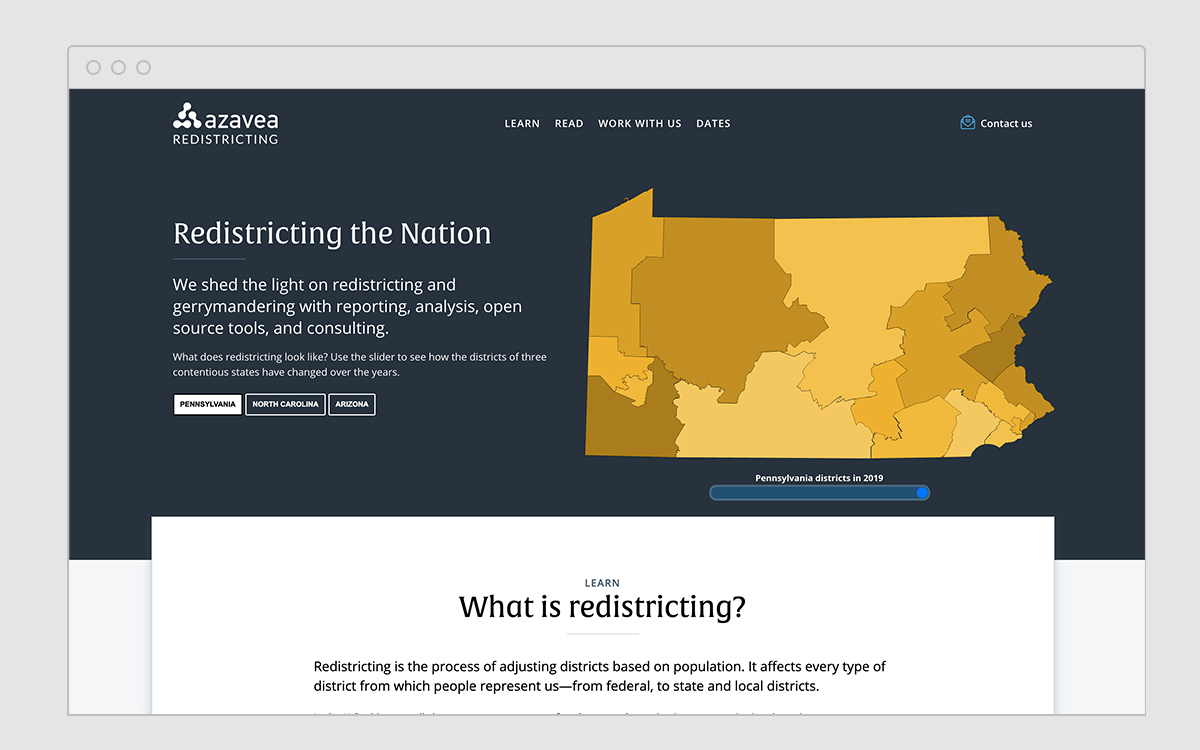 azavea
REDISTRICTING
LEARN READ WORK WITH US DATES
Contact us
Redistricting the Nation
We shed the light on redistricting and
gerrymandering with reporting, analysis, open
source tools, and consulting.
What does redistricting look like? Use the slider to see how the districts of three
contentious states have changed over the years.
PENNSYLVANIA NORTH CAROLINA ARIZONA
Pennsylvania districts in 2019
LEARN
What is redistricting?
Redistricting is the process of adjusting districts based on population. It affects every type of
district from which people represent us—from federal, to state and local districts.